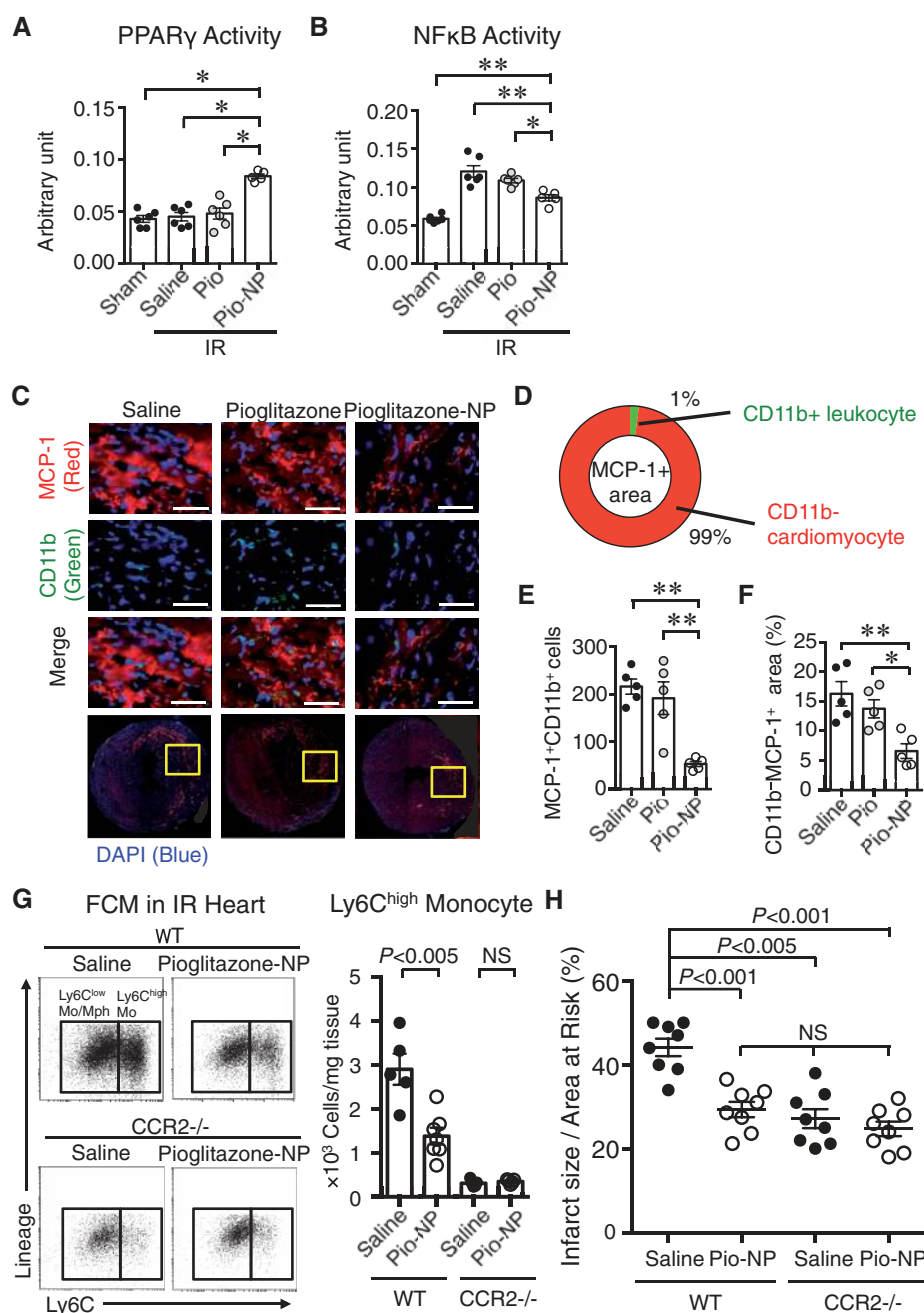 A
PPARγ Activity
Arbitrary unit
0.15
0.10
0.05
0.00
*
*
*
Sham
Saline
Pio
Pio-NP
IR
B
NFκB Activity
Arbitrary unit
0.20
0.15
0.10
0.05
0.00
**
**
*
Sham
Saline
Pio
Pio-NP
IR
C
Saline Pioglitazone Pioglitazone-NP
MCP-1
(Red)
CD11b
(Green)
Merge
DAPI (Blue)
D
1%
CD11b+ leukocyte
MCP-1+
area
99%
CD11b-
cardiomyocyte
E
MCP-1+CD11b+ cells
300
200
100
0
**
**
Saline
Pio
Pio-NP
F
CD11b-MCP-1+ area (%)
25
20
15
10
5
0
**
*
Saline
Pio
Pio-NP
G
FCM in IR Heart
WT
Saline Pioglitazone-NP
Ly6Clow
Mo/Mph
Ly6Chigh
Mo
CCR2-/-
Saline Pioglitazone-NP
Lineage
Ly6C
Ly6Chigh Monocyte
P<0.005
NS
×10³ Cells/mg tissue
5
4
3
2
1
0
Saline
Pio-NP
Saline
Pio-NP
WT
CCR2-/-
H
P<0.001
P<0.005
P<0.001
NS
Infarct size / Area at Risk (%)
60
40
20
0
Saline Pio-NP Saline Pio-NP
WT CCR2-/-